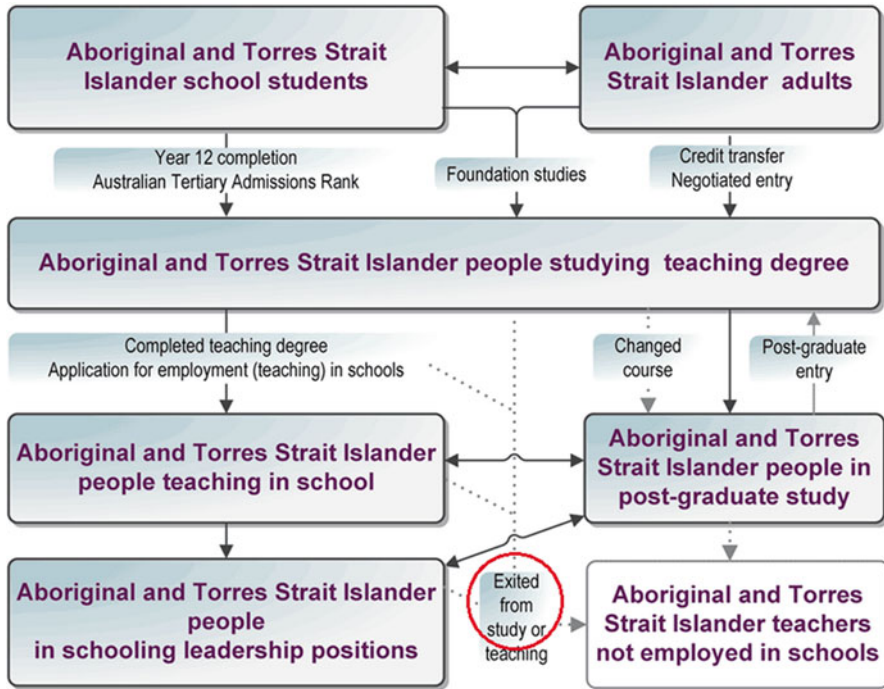 Aboriginal and Torres Strait
Islander school students
Aboriginal and Torres
Strait Islander adults
Year 12 completion
Australian Tertiary Admissions Rank
Foundation studies
Credit transfer
Negotiated entry
Aboriginal and Torres Strait Islander people studying teaching degree
Completed teaching degree
Application for employment (teaching) in schools
Changed
course
Post-graduate
entry
Aboriginal and Torres Strait Islander
people teaching in school
Aboriginal and Torres
Strait Islander people in
post-graduate study
Aboriginal and Torres Strait Islander
people
in schooling leadership positions
Exited
from
study or
teaching
Aboriginal and Torres
Strait Islander teachers
not employed in schools